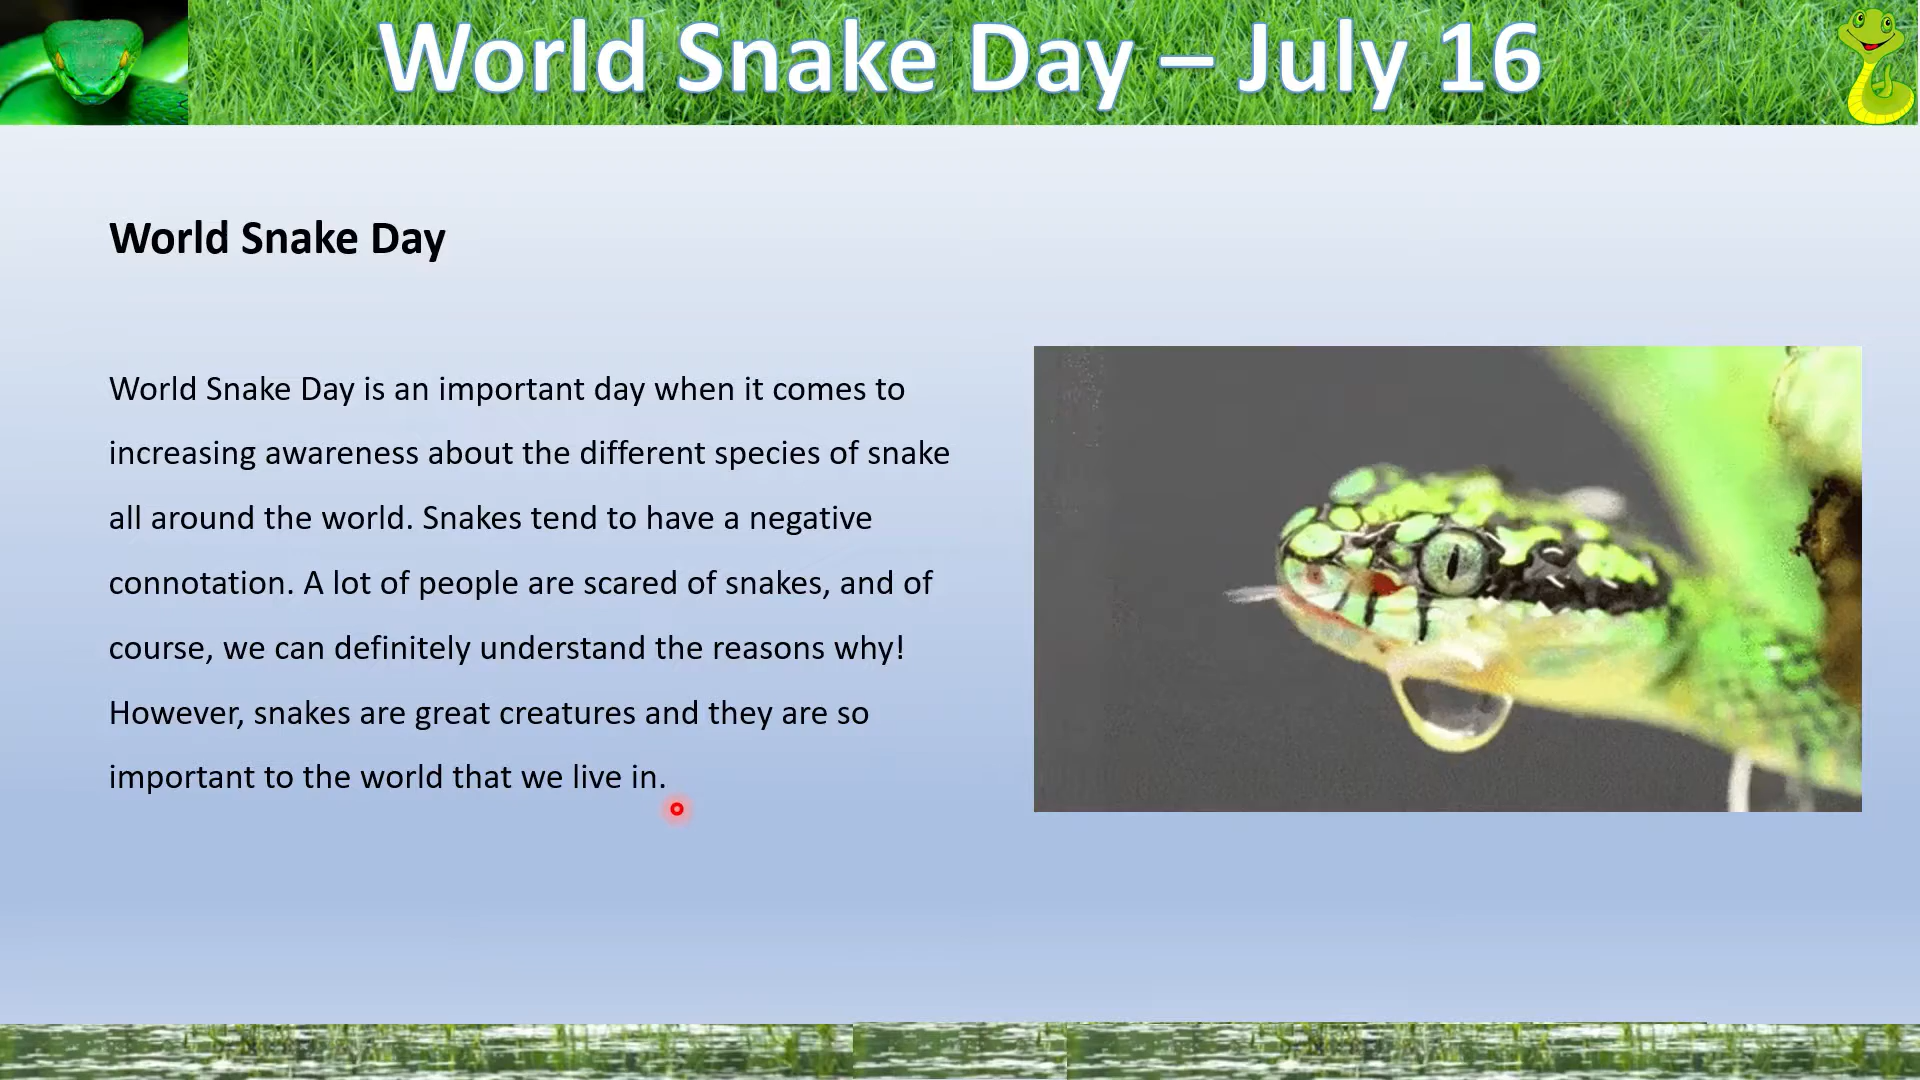 World Snake Day – July 16
World Snake Day
World Snake Day is an important day when it comes to
increasing awareness about the different species of snake
all around the world. Snakes tend to have a negative
connotation. A lot of people are scared of snakes, and of
course, we can definitely understand the reasons why!
However, snakes are great creatures and they are so
important to the world that we live in.